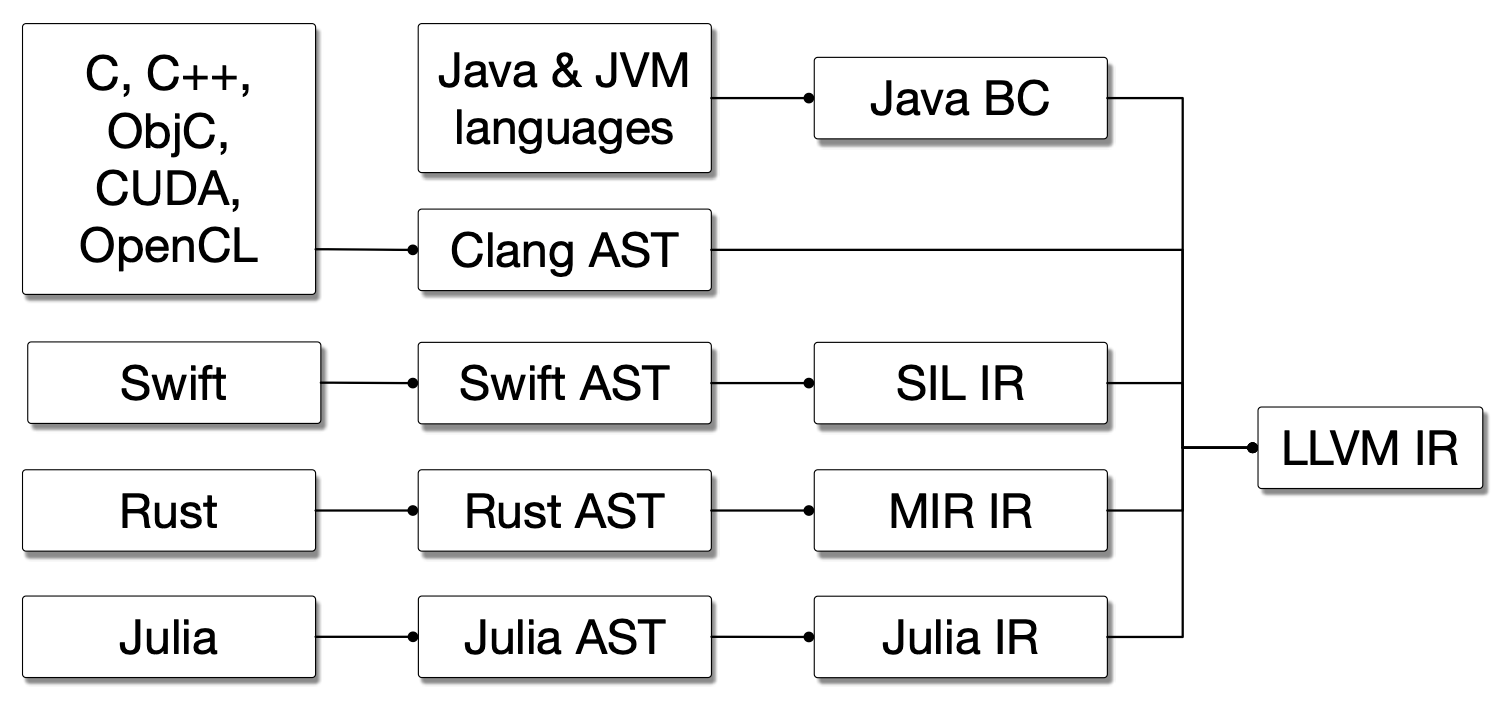 C, C++,
ObjC,
CUDA,
OpenCL
Java & JVM
languages
Java BC
Clang AST
Swift
Swift AST
SIL IR
LLVM IR
Rust
Rust AST
MIR IR
Julia
Julia AST
Julia IR